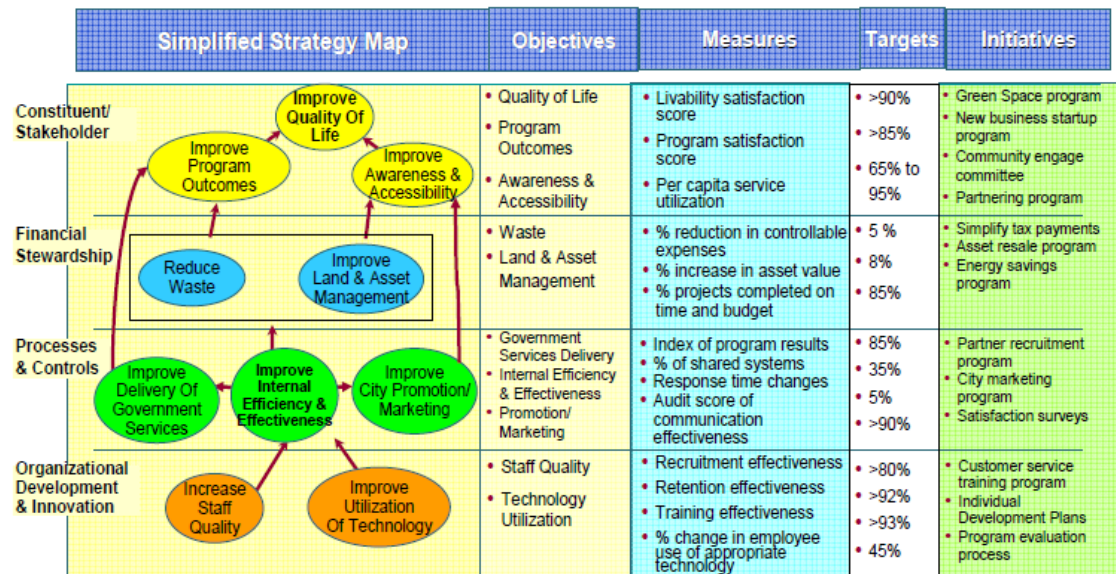 Simplified Strategy Map
Objectives
Measures
Targets
Initiatives
Constituent/
Stakeholder
Improve
Quality Of
Life
Improve
Program
Outcomes
Improve
Awareness &
& Accessibility
• Quality of Life
• Program
Outcomes
• Awareness &
Accessibility
• Livability satisfaction
score
• Program satisfaction
score
• Per capita service
utilization
• >90%
• >85%
• 65% to
95%
• Green Space program
• New business startup
program
• Community engage
committee
• Partnering program
Financial
Stewardship
Reduce
Waste
Improve
Land & Asset
Management
• Waste
• Land & Asset
Management
• % reduction in controllable
expenses
• % increase in asset value
• % projects completed on
time and budget
• 5 %
• 8%
• 85%
• Simplify tax payments
• Asset resale program
• Energy savings
program
Processes
& Controls
Improve
Delivery Of
Government
Services
Improve
Internal
Efficiency &
Effectiveness
Improve
City Promotion/
Marketing
• Government
Services Delivery
• Internal Efficiency
& Effectiveness
• Promotion/
Marketing
• Index of program results
• % of shared systems
• Response time changes
• Audit score of
communication
effectiveness
• 85%
• 35%
• 5%
• >90%
• Partner recruitment
program
• City marketing
program
• Satisfaction surveys
Organizational
Development
& Innovation
Increase
Staff
Quality
Improve
Utilization
Of Technology
• Staff Quality
• Technology
Utilization
• Recruitment effectiveness
• Retention effectiveness
• Training effectiveness
• % change in employee
use of appropriate
technology
• >80%
• >92%
• >93%
• 45%
• Customer service
training program
• Individual
Development Plans
• Program evaluation
process